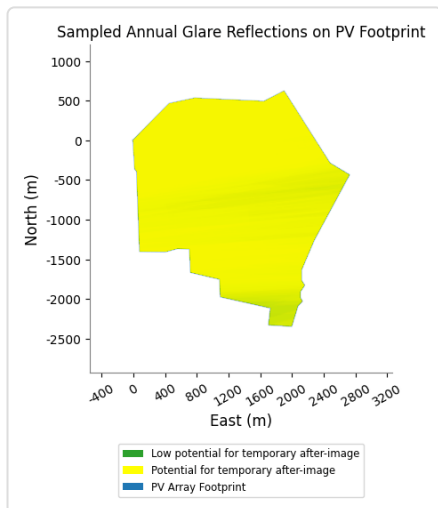 Sampled Annual Glare Reflections on PV Footprint
1000
500
0
-500
-1000
-1500
-2000
-2500
North (m)
-400 0 400 800 1200 1600 2000 2400 2800 3200
East (m)
Low potential for temporary after-image
Potential for temporary after-image
PV Array Footprint